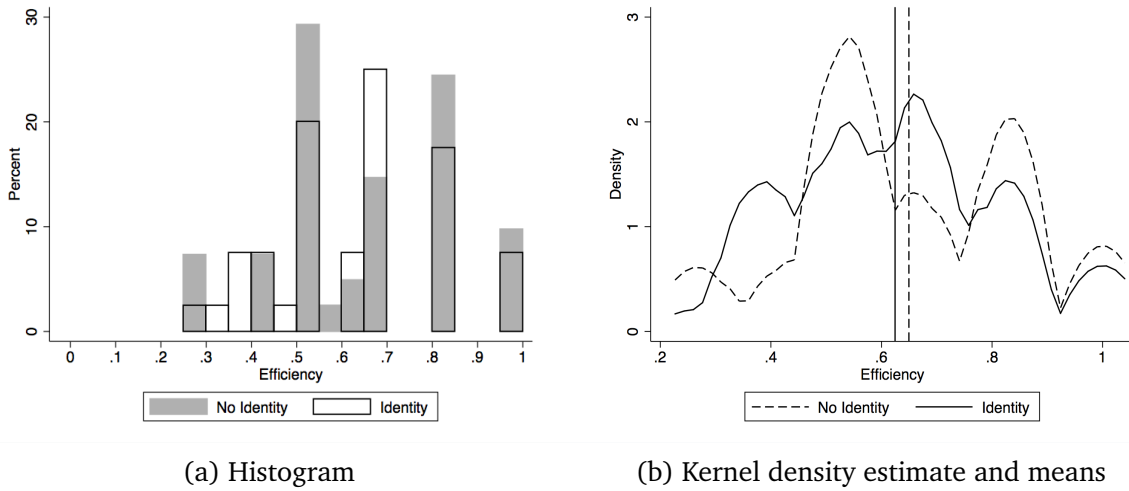 30
20
10
0
Percent
0 .1 .2 .3 .4 .5 .6 .7 .8 .9 1
Efficiency
No Identity Identity
(a) Histogram
3
2
1
0
Density
.2 .4 .6 .8 1
Efficiency
No Identity Identity
(b) Kernel density estimate and means